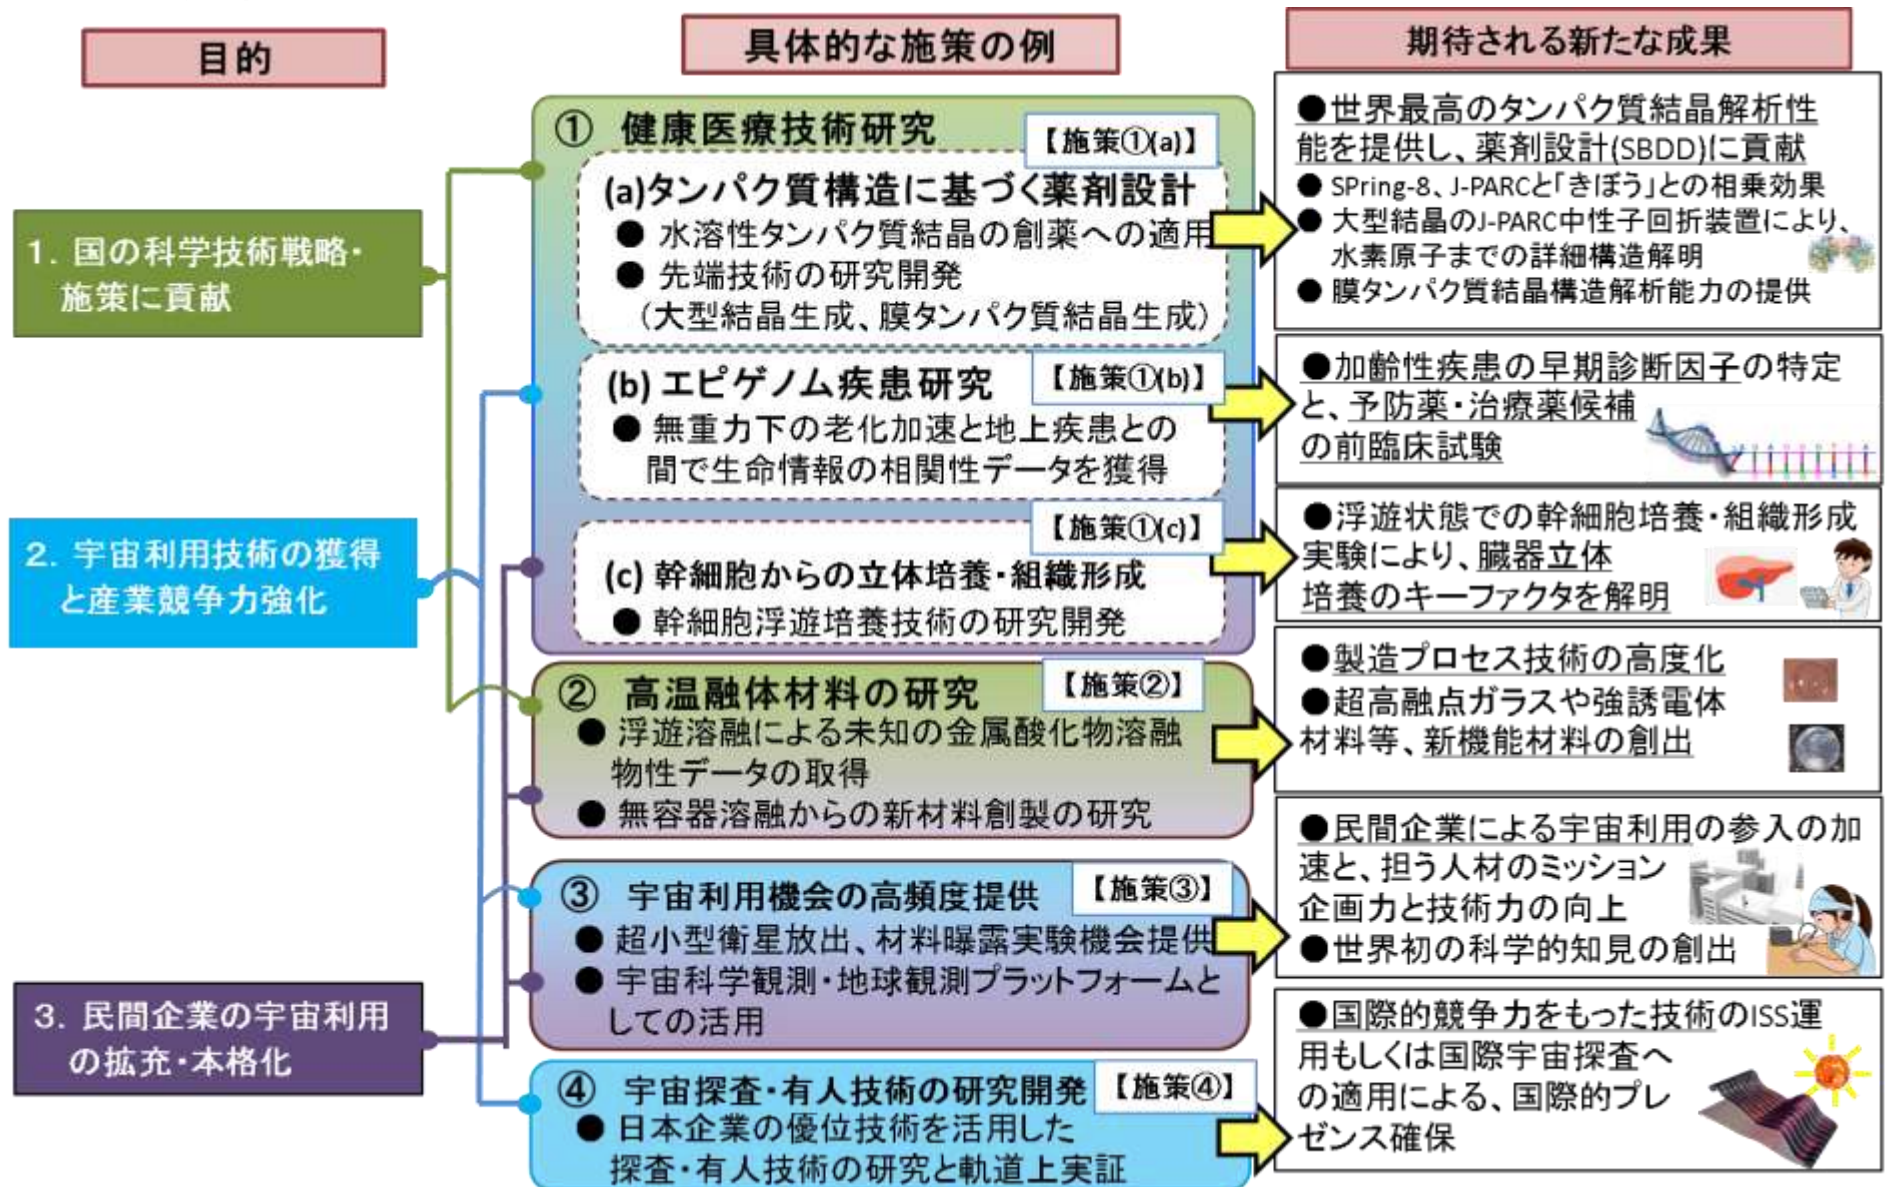 目的
1. 国の科学技術戦略・
施策に貢献
2. 宇宙利用技術の獲得
と産業競争力強化
3. 民間企業の宇宙利用
の拡充・本格化
具体的な施策の例
① 健康医療技術研究
【施策①(a)】
(a)タンパク質構造に基づく薬剤設計
● 水溶性タンパク質結晶の創薬への適用
● 先端技術の研究開発
(大型結晶生成、膜タンパク質結晶生成)
【施策①(b)】
(b) エピゲノム疾患研究
● 無重力下の老化加速と地上疾患との
間で生命情報の相関性データを獲得
【施策①(c)】
(c) 幹細胞からの立体培養・組織形成
● 幹細胞浮遊培養技術の研究開発
② 高温融体材料の研究
【施策②】
● 浮遊溶融による未知の金属酸化物溶融
物性データの取得
● 無容器溶融からの新材料創製の研究
③ 宇宙利用機会の高頻度提供
【施策③】
● 超小型衛星放出、材料曝露実験機会提供
● 宇宙科学観測・地球観測プラットフォームと
しての活用
④ 宇宙探査・有人技術の研究開発
【施策④】
● 日本企業の優位技術を活用した
探査・有人技術の研究と軌道上実証
期待される新たな成果
●世界最高のタンパク質結晶解析性
能を提供し、薬剤設計(SBDD)に貢献
● SPring-8、J-PARCと「きぼう」との相乗効果
● 大型結晶のJ-PARC中性子回折装置により、
水素原子までの詳細構造解明
● 膜タンパク質結晶構造解析能力の提供
●加齢性疾患の早期診断因子の特定
と、予防薬・治療薬候補
の前臨床試験
●浮遊状態での幹細胞培養・組織形成
実験により、臓器立体
培養のキーファクタを解明
●製造プロセス技術の高度化
●超高融点ガラスや強誘電体
材料等、新機能材料の創出
●民間企業による宇宙利用の参入の加
速と、担う人材のミッション
企画力と技術力の向上
●世界初の科学的知見の創出
●国際的競争力をもった技術のISS運
用もしくは国際宇宙探査へ
の適用による、国際的プレ
ゼンス確保